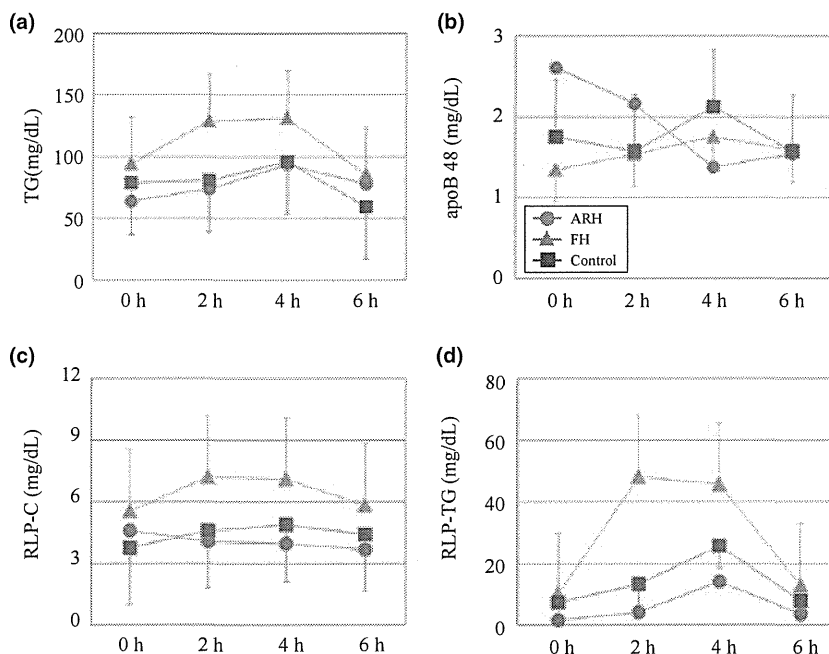 (a)
200
150
100
50
0
TG(mg/dL)
0 h 2 h 4 h 6 h
(b)
3
2
1
0
apoB 48 (mg/dL)
ARH
FH
Control
0 h 2 h 4 h 6 h
(c)
12
9
6
3
0
RLP-C (mg/dL)
0 h 2 h 4 h 6 h
(d)
80
60
40
20
0
RLP-TG (mg/dL)
0 h 2 h 4 h 6 h